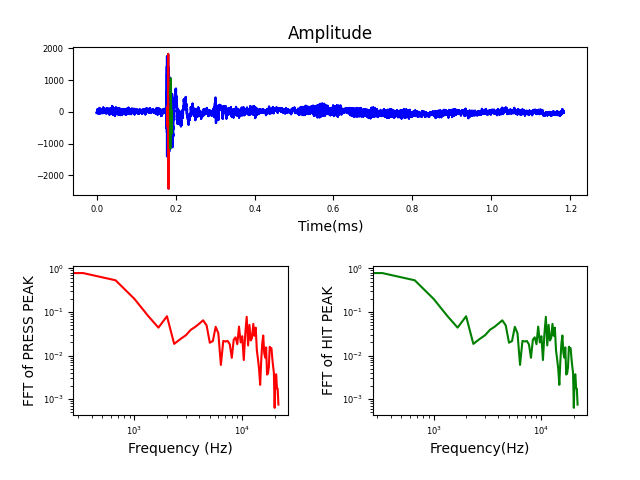 Amplitude
2000
1000
0
−1000
−2000
0.0 0.2 0.4 0.6 0.8 1.0 1.2
Time(ms)
FFT of PRESS PEAK
10⁰
10⁻¹
10⁻²
10⁻³
10³ 10⁴
Frequency (Hz)
FFT of HIT PEAK
10⁰
10⁻¹
10⁻²
10⁻³
10³ 10⁴
Frequency(Hz)